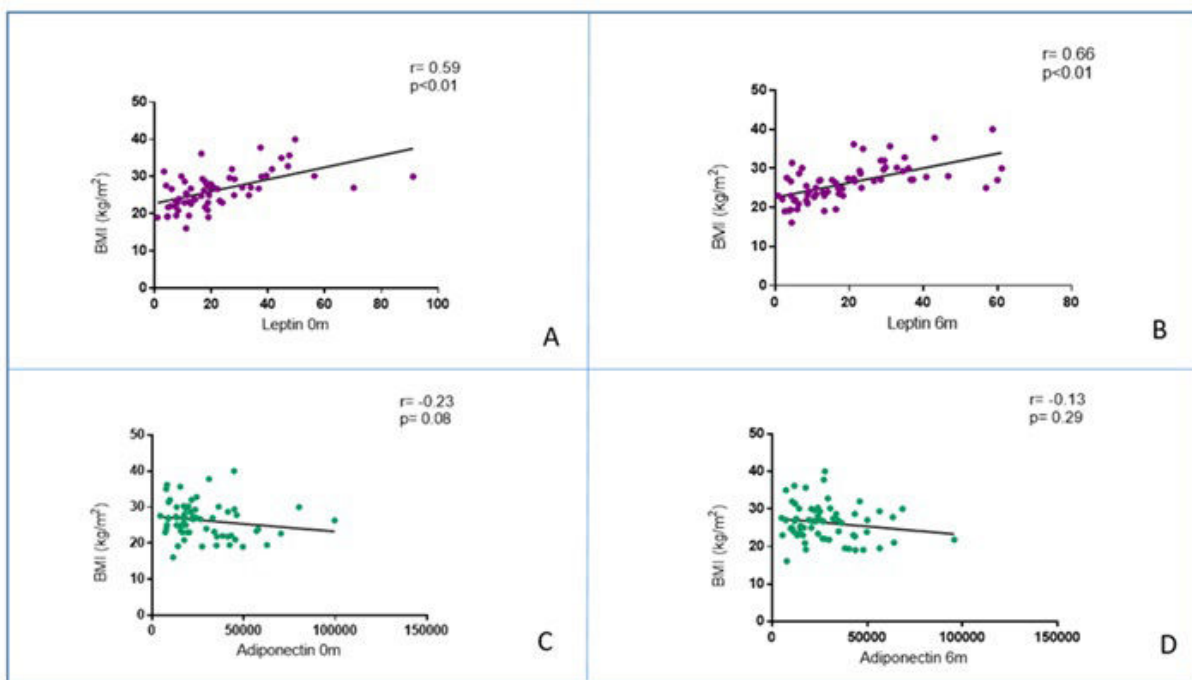 r= 0.59
p<0.01
50
40
30
20
10
0
BMI (kg/m²)
0 20 40 60 80 100
Leptin 0m
A
r= 0.66
p<0.01
50
40
30
20
10
0
BMI (kg/m²)
0 20 40 60 80
Leptin 6m
B
r= -0.23
p= 0.08
50
40
30
20
10
0
BMI (kg/m²)
0 50000 100000 150000
Adiponectin 0m
C
r= -0.13
p= 0.29
50
40
30
20
10
0
BMI (kg/m²)
0 50000 100000 150000
Adiponectin 6m
D